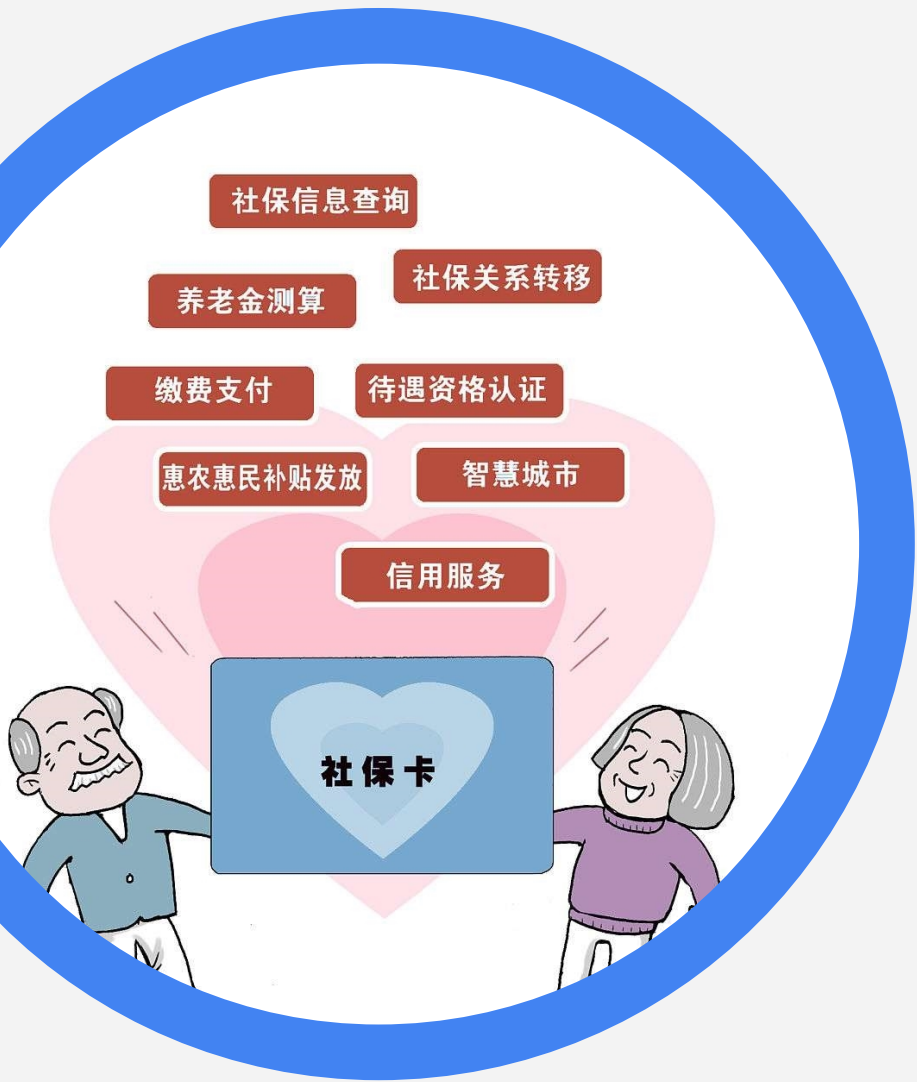 社保信息查询
社保关系转移
养老金测算
缴费支付
待遇资格认证
惠农惠民补贴发放
智慧城市
信用服务
社保卡